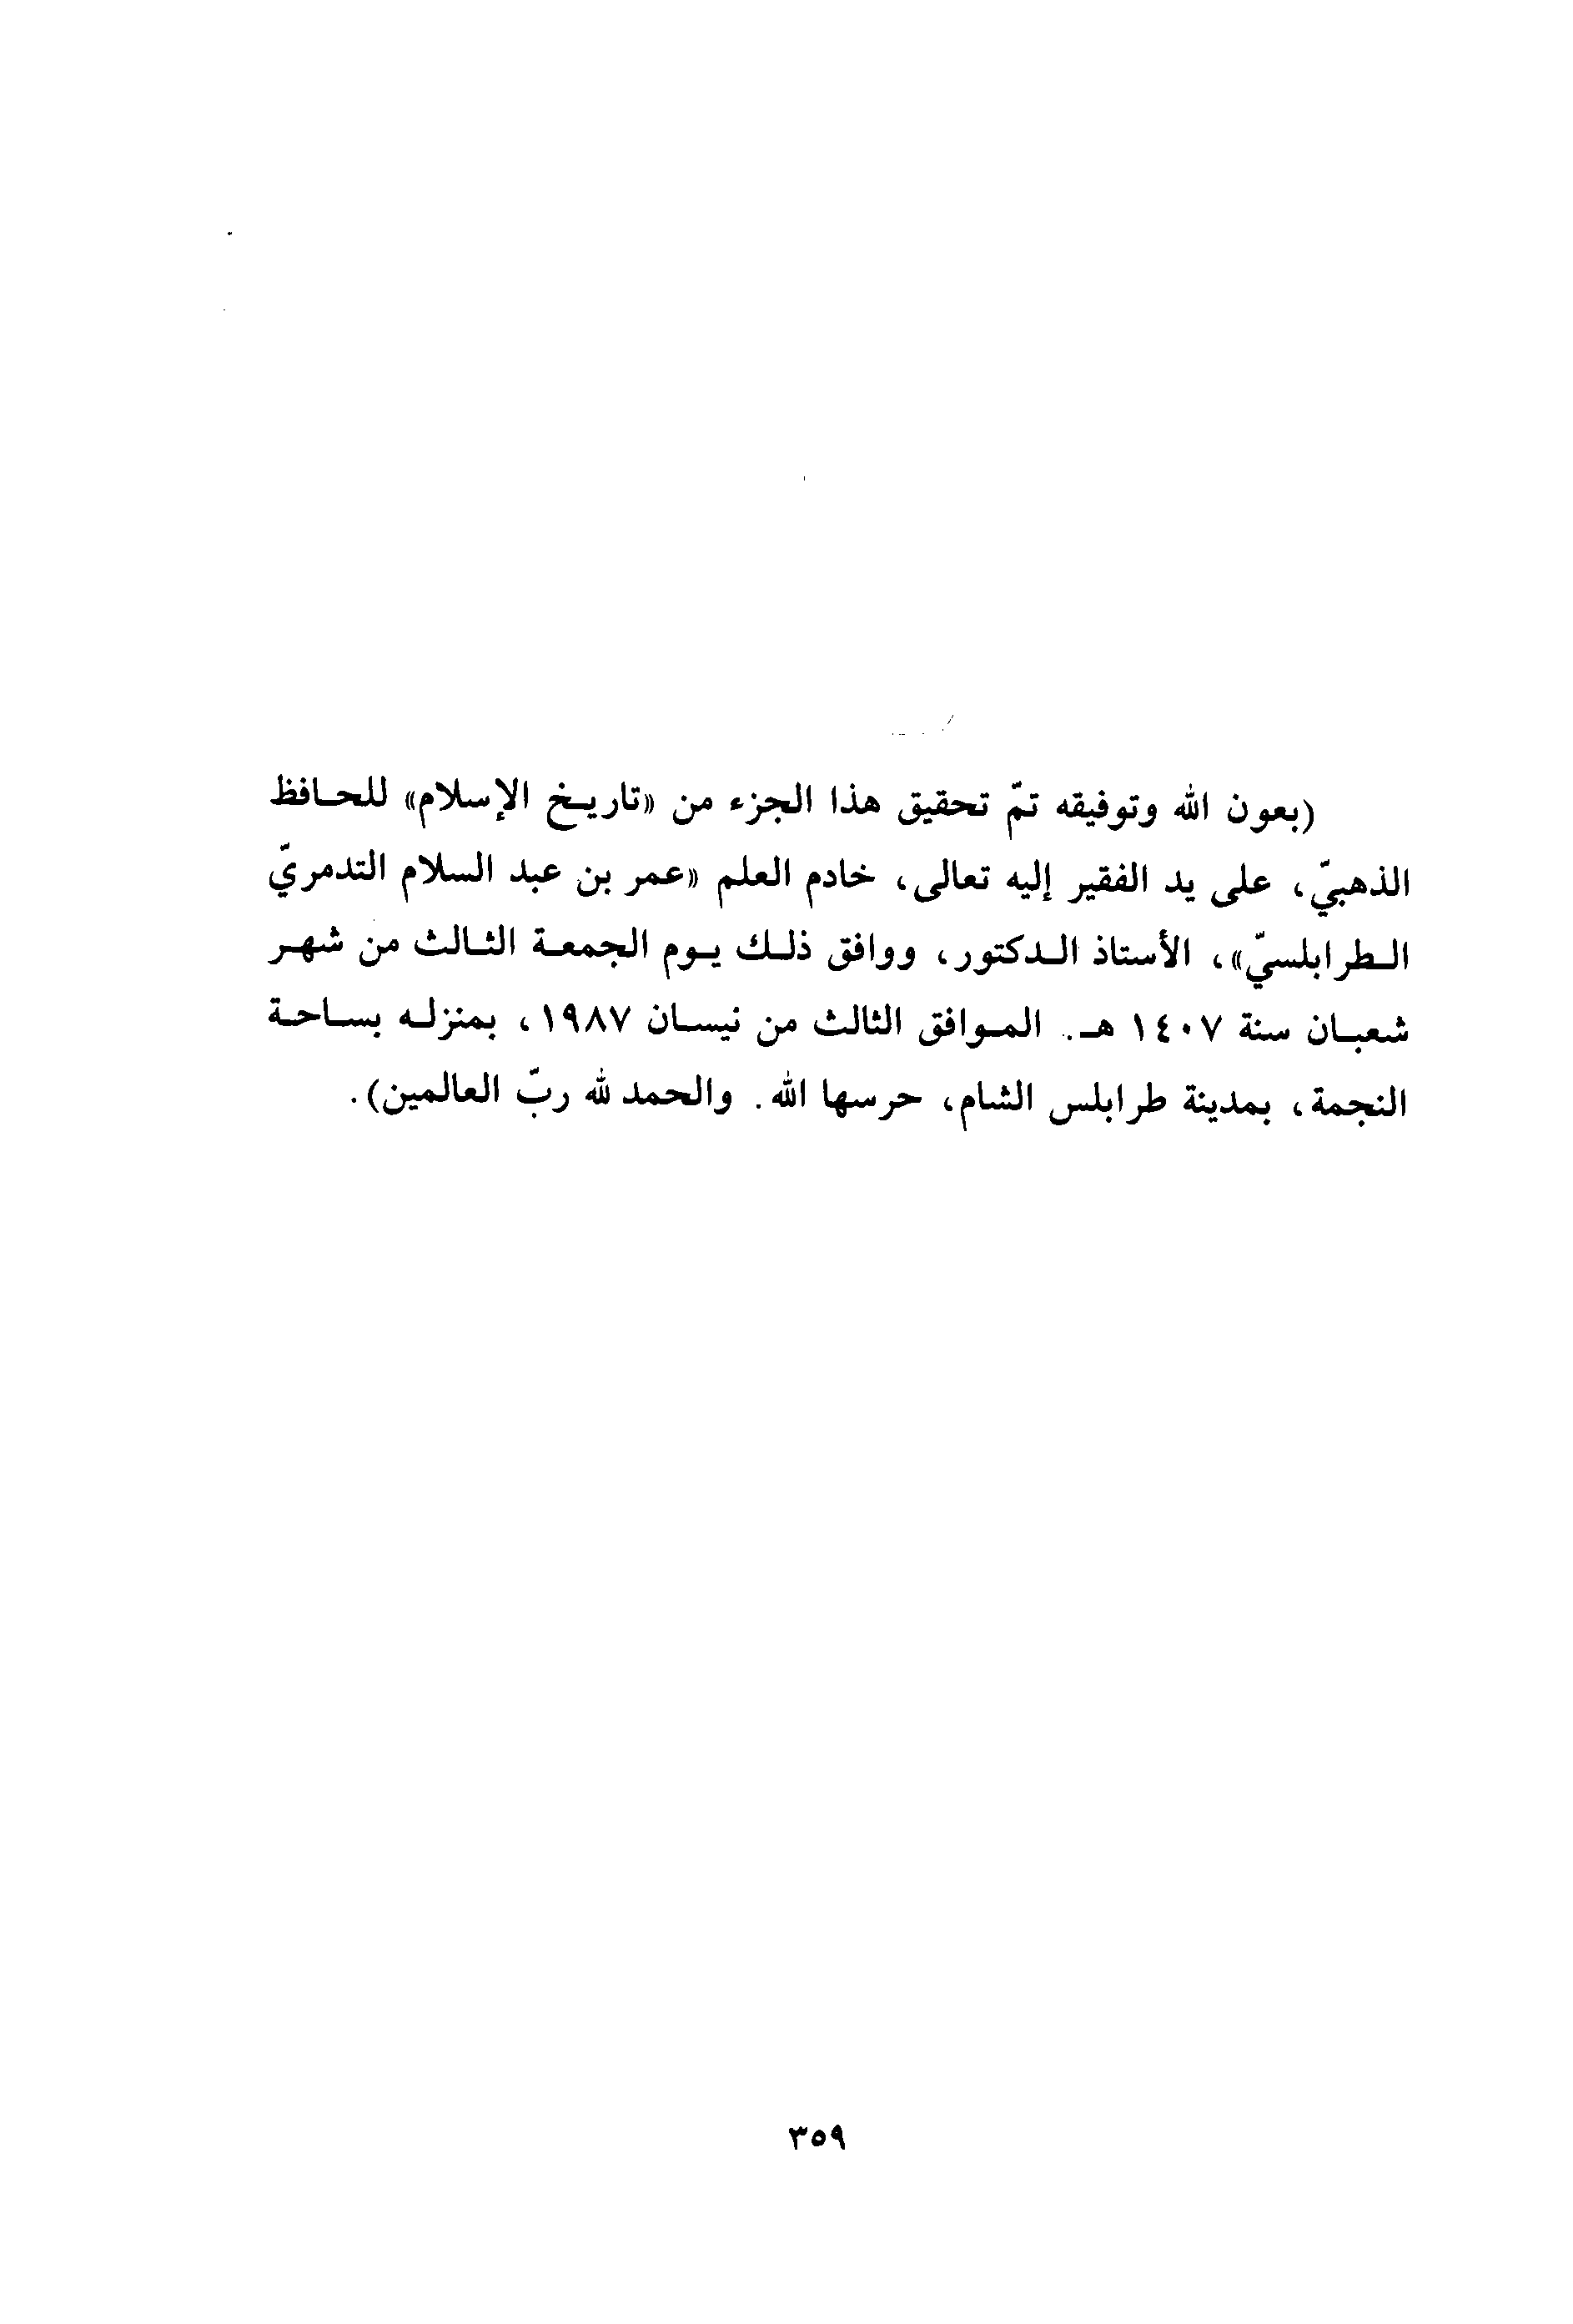 (بعون الله وتوفيقه تمّ تحقيق هذا الجزء من «تاريخ الإسلام» للحافظ
الذهبيّ، على يد الفقير إليه تعالى، خادم العلم «عمر بن عبد السلام التدمريّ
الطرابلسيّ»، الأستاذ الدكتور، ووافق ذلك يوم الجمعة الثالث من شهر
شعبان سنة ١٤٠٧ هـ. الموافق الثالث من نيسان ١٩٨٧، بمنزله بساحة
النجمة، بمدينة طرابلس الشام، حرسها الله. والحمد لله ربّ العالمين).
٣٥٩